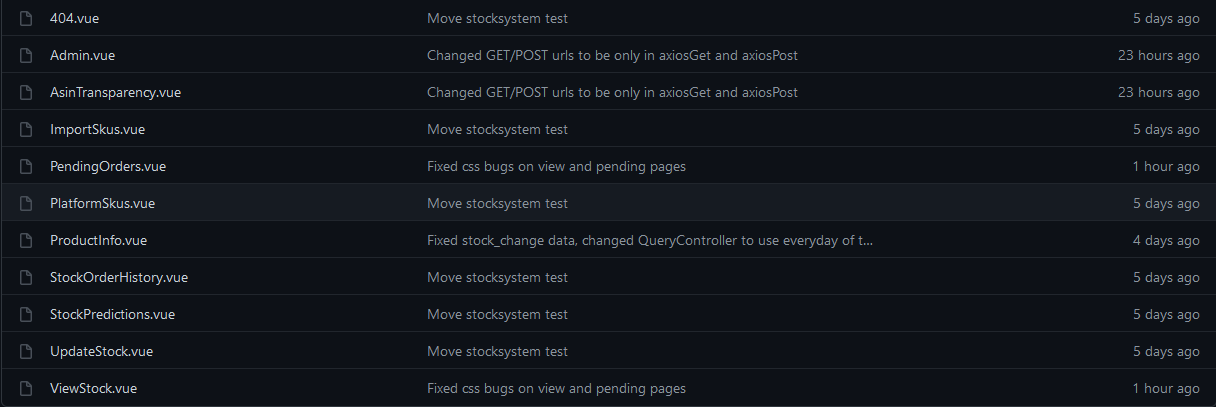 404.vue Move stocksystem test 5 days ago
Admin.vue Changed GET/POST urls to be only in axiosGet and axiosPost 23 hours ago
AsinTransparency.vue Changed GET/POST urls to be only in axiosGet and axiosPost 23 hours ago
ImportSkus.vue Move stocksystem test 5 days ago
PendingOrders.vue Fixed css bugs on view and pending pages 1 hour ago
PlatformSkus.vue Move stocksystem test 5 days ago
ProductInfo.vue Fixed stock_change data, changed QueryController to use everyday of t... 4 days ago
StockOrderHistory.vue Move stocksystem test 5 days ago
StockPredictions.vue Move stocksystem test 5 days ago
UpdateStock.vue Move stocksystem test 5 days ago
ViewStock.vue Fixed css bugs on view and pending pages 1 hour ago